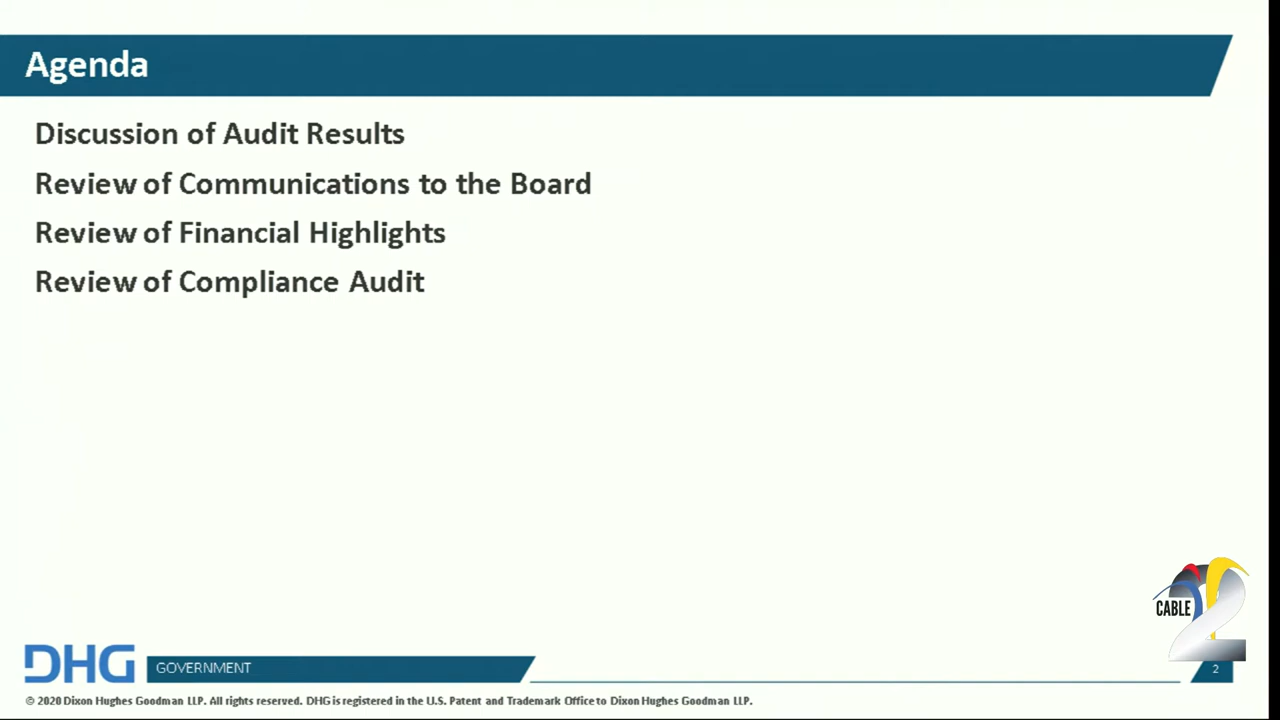 Agenda
Discussion of Audit Results
Review of Communications to the Board
Review of Financial Highlights
Review of Compliance Audit
CABLE 2
DHG
GOVERNMENT
2
© 2020 Dixon Hughes Goodman LLP. All rights reserved. DHG is registered in the U.S. Patent and Trademark Office to Dixon Hughes Goodman LLP.